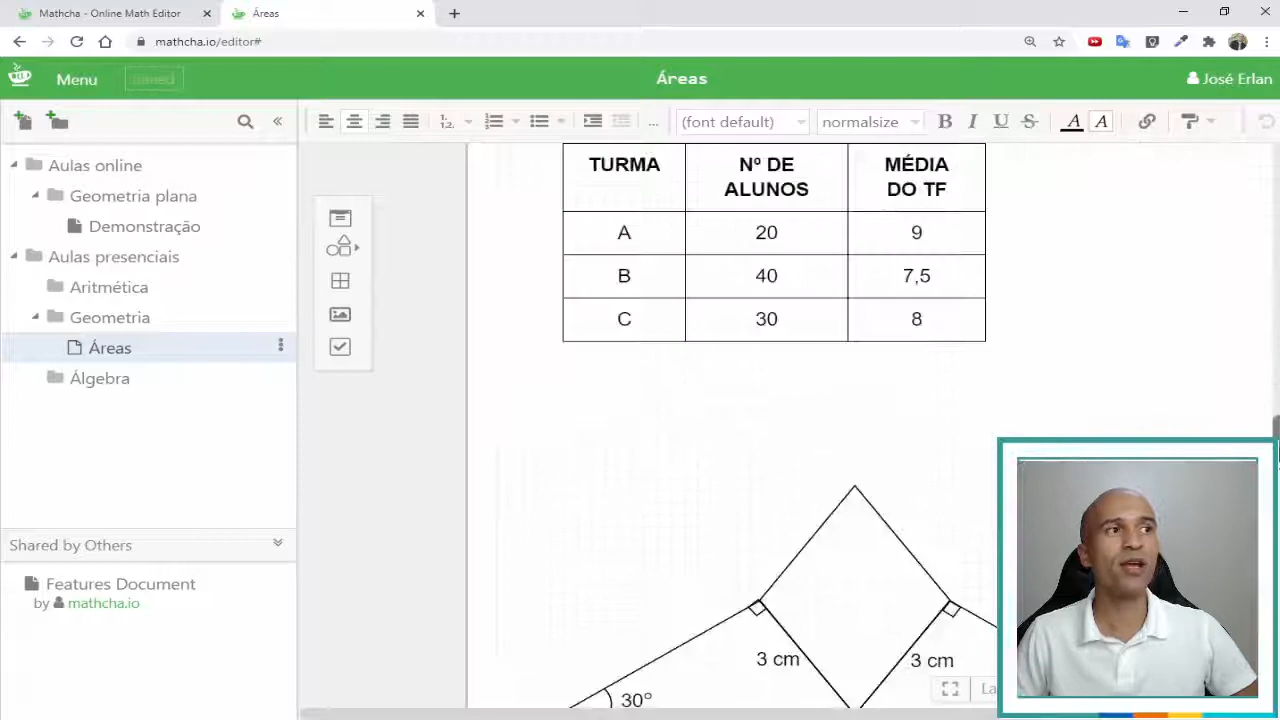 Mathcha - Online Math Editor
Áreas
mathcha.io/editor#
Menu
Áreas
José Erlan
(font default)
normalsize
B I U S A A
Aulas online
Geometria plana
Demonstração
Aulas presenciais
Aritmética
Geometria
Áreas
Álgebra
Shared by Others
Features Document
by mathcha.io
TURMA Nº DE ALUNOS MÉDIA DO TF
A 20 9
B 40 7,5
C 30 8
3 cm 3 cm
30º